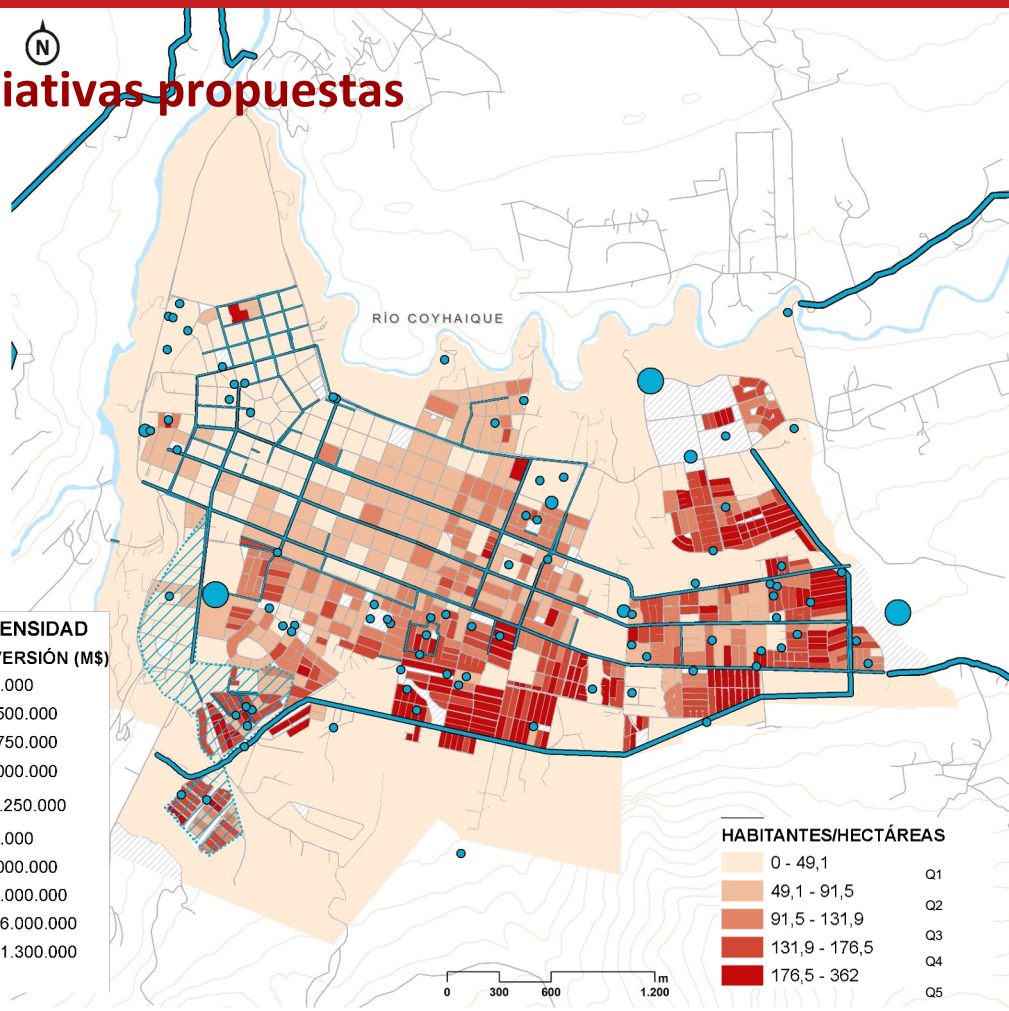 N
iativas propuestas
RÍO COYHAIQUE
ENSIDAD
VERSIÓN (M$)
.000
500.000
750.000
000.000
.250.000
.000
000.000
.000.000
6.000.000
1.300.000
HABITANTES/HECTÁREAS
0 - 49,1
Q1
49,1 - 91,5
Q2
91,5 - 131,9
Q3
131,9 - 176,5
Q4
176,5 - 362
Q5
m
0 300 600 1.200